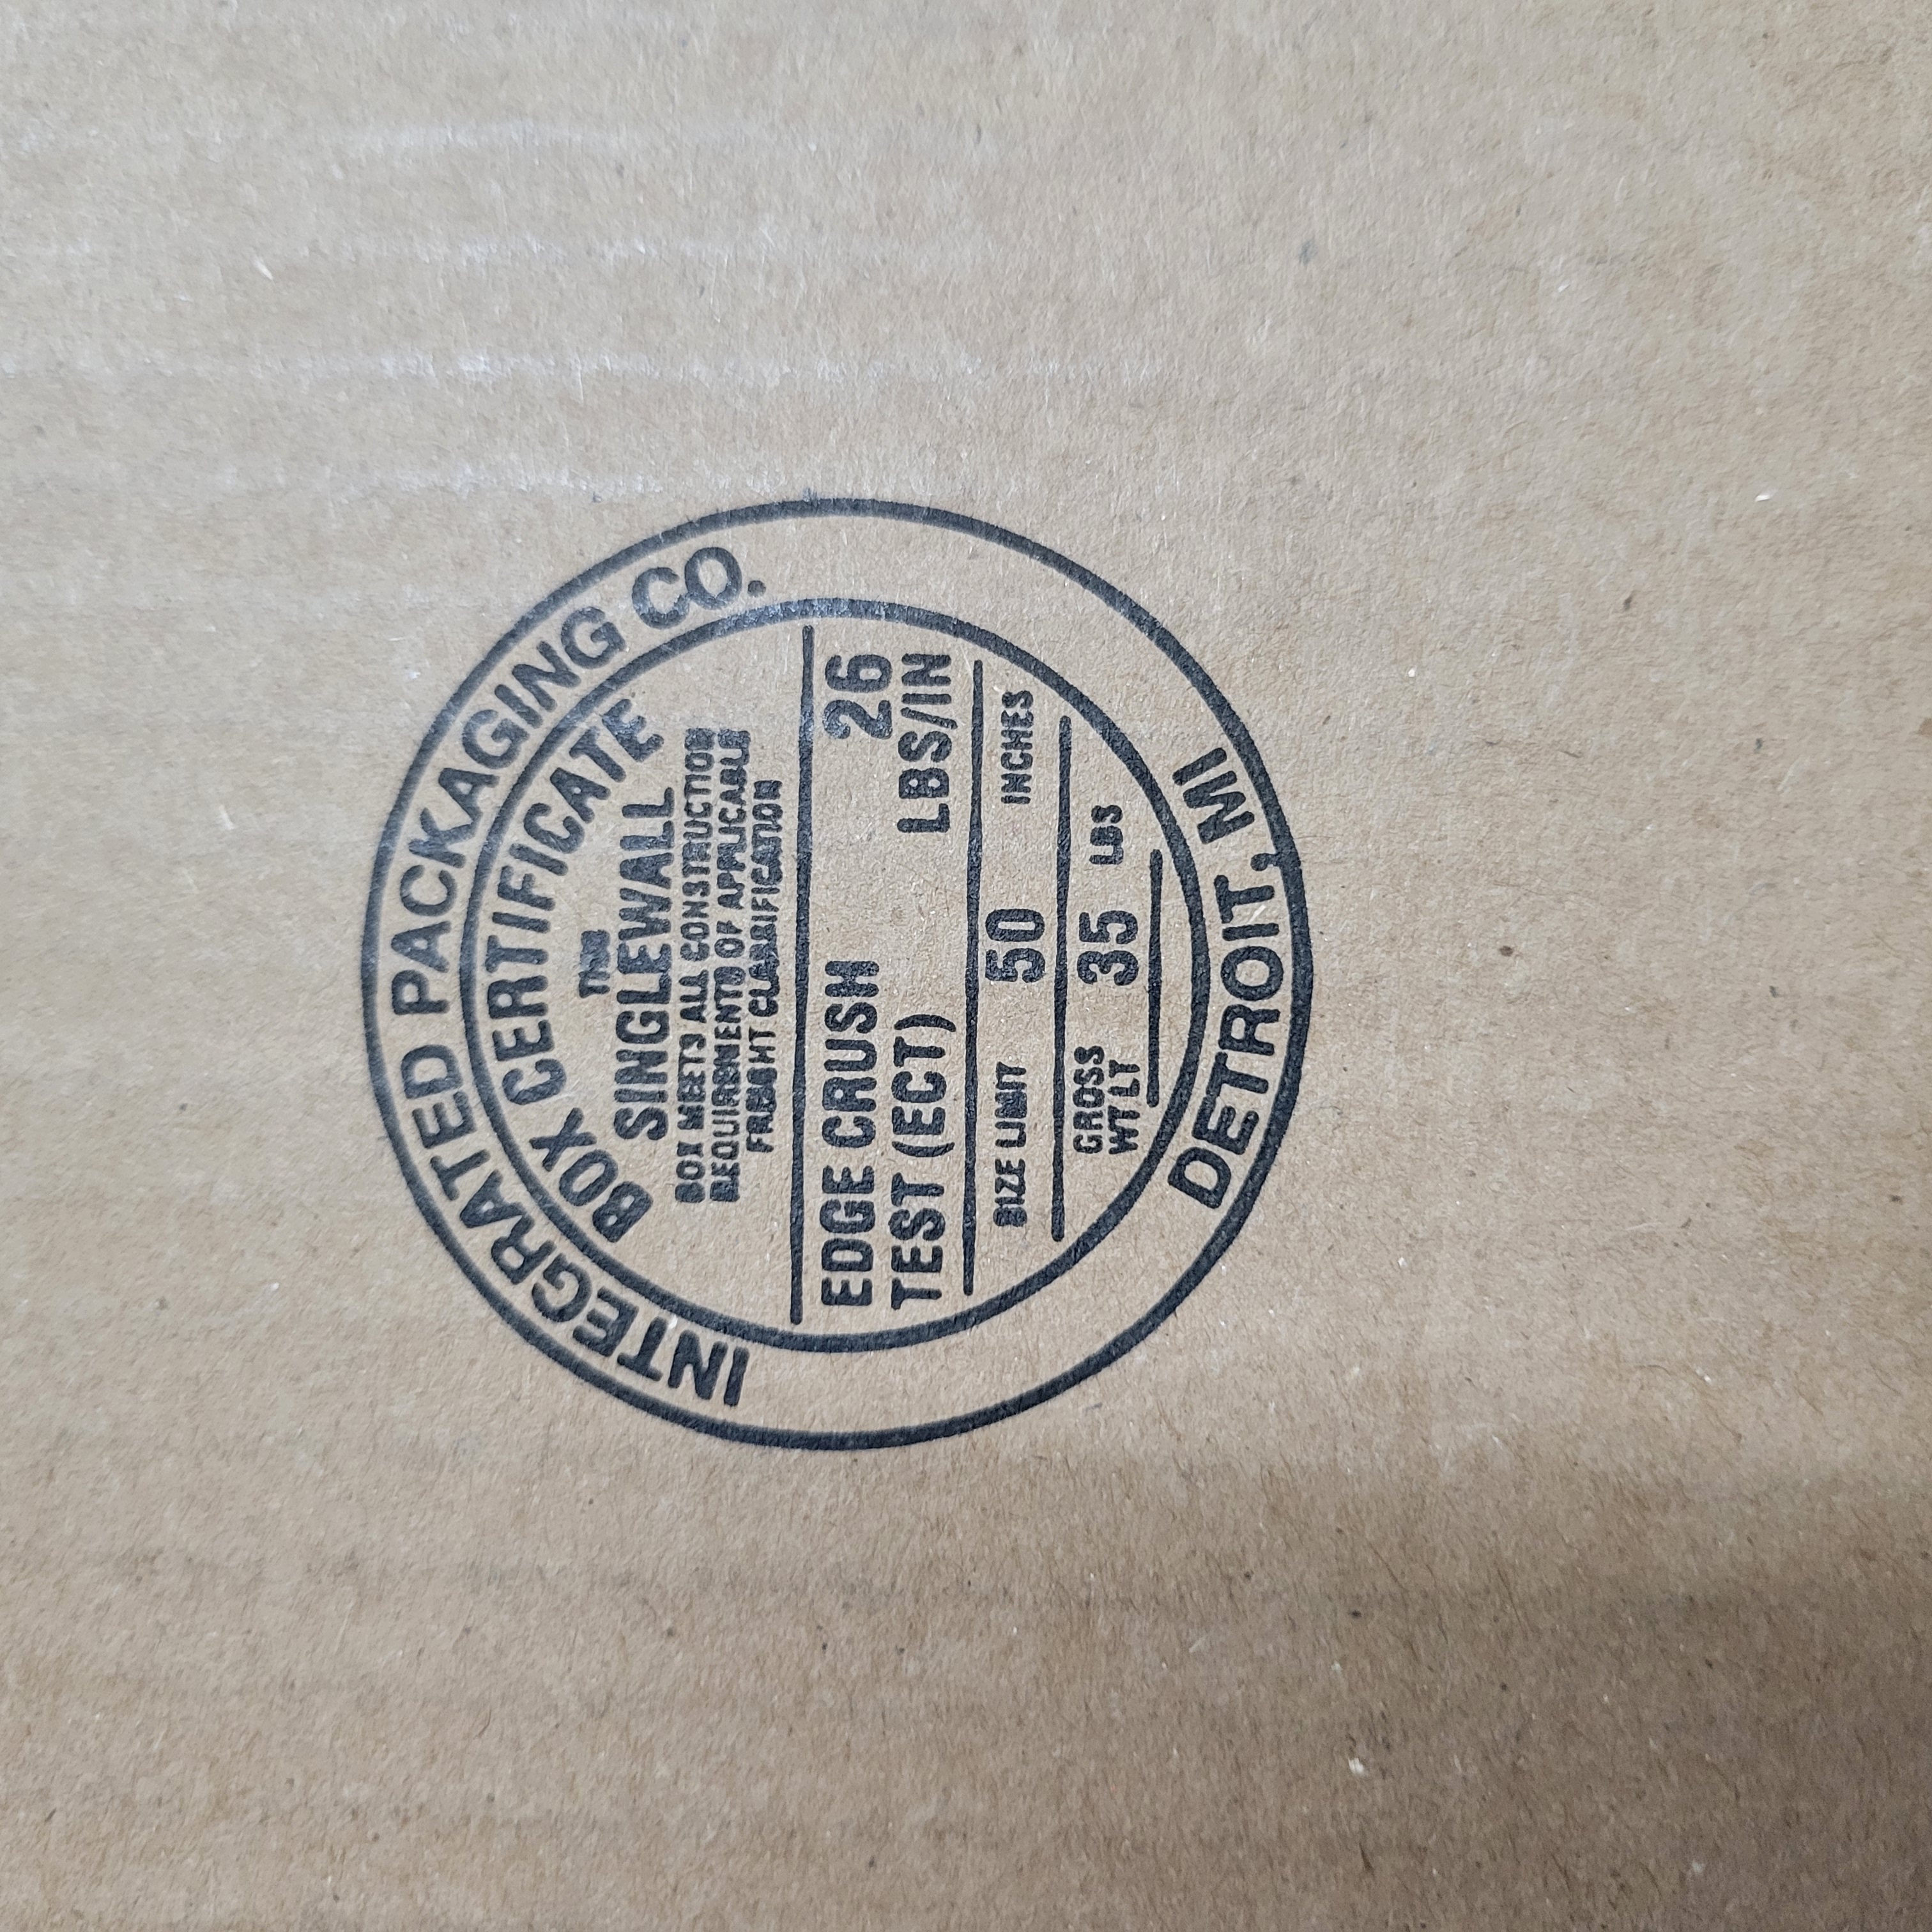 INTEGRATED PACKAGING CO.
BOX CERTIFICATE
THIS
SINGLEWALL
BOX MEETS ALL CONSTRUCTION
REQUIREMENTS OF APPLICABLE
FREIGHT CLASSIFICATION
EDGE CRUSH 26
TEST (ECT) LBS/IN
SIZE LIMIT 50 INCHES
GROSS
WT LT 35 LBS
DETROIT, MI